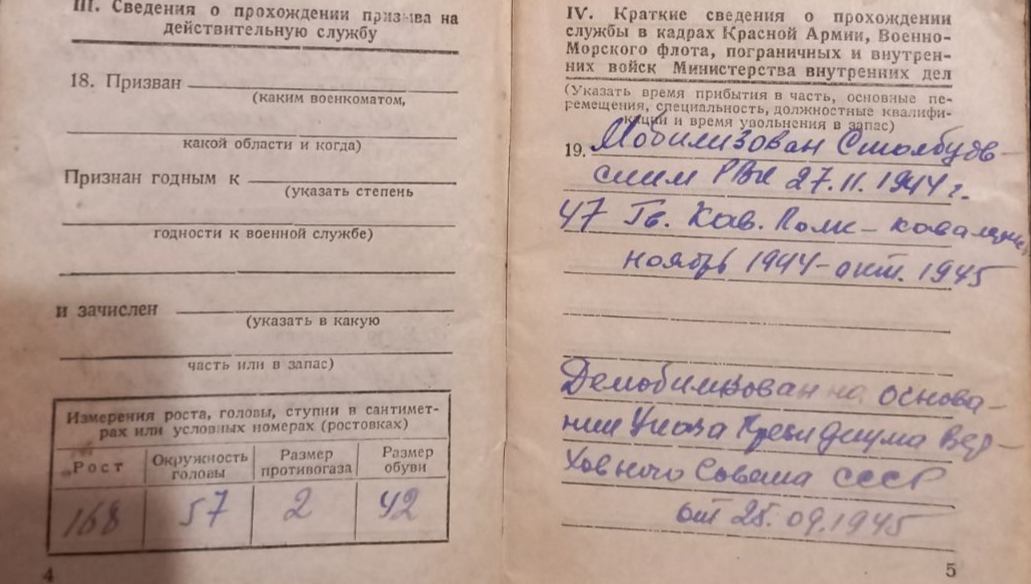 III. Сведения о прохождении призыва на
действительную службу
18. Призван
(каким военкоматом,
какой области и когда)
Признан годным к
(указать степень
годности к военной службе)
и зачислен
(указать в какую
часть или в запас)
Измерения роста, головы, ступни в сантимет-
рах или условных номерах (ростовках)
Рост
Окружность
головы
Размер
противогаза
Размер
обуви
168 57 2 42
4
IV. Краткие сведения о прохождении
службы в кадрах Красной Армии, Военно-
Морского флота, пограничных и внутрен-
них войск Министерства внутренних дел
(Указать время прибытия в часть, основные пе-
ремещения, специальность, должностные квалифи-
кации и время увольнения в запас)
19. Мобилизован Столбцов-
ским РВК 27.11.1944 г.
47 Гв. Кав. Полк -
ноябрь 1944 - окт. 1945
Демобилизован на основа-
нии Указа Президиума Вер-
ховного Совета СССР
от 25.09.1945
5